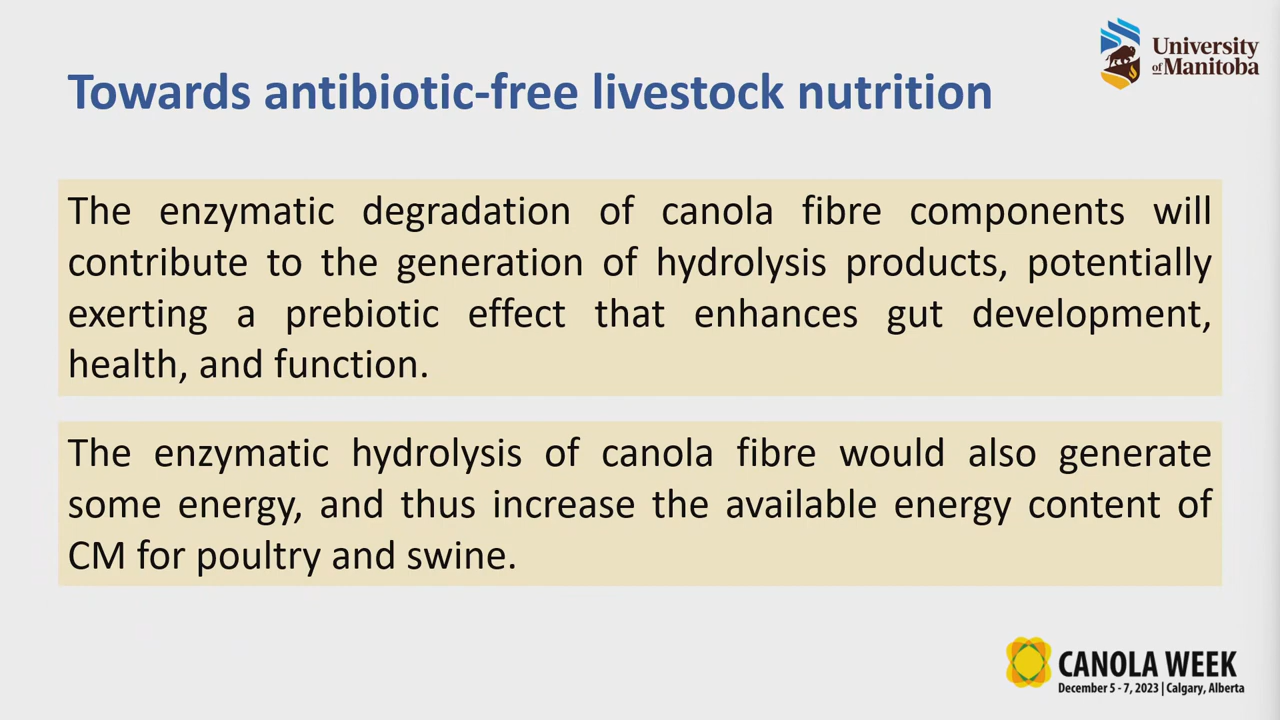 University
of Manitoba
Towards antibiotic-free livestock nutrition
The enzymatic degradation of canola fibre components will
contribute to the generation of hydrolysis products, potentially
exerting a prebiotic effect that enhances gut development,
health, and function.
The enzymatic hydrolysis of canola fibre would also generate
some energy, and thus increase the available energy content of
CM for poultry and swine.
CANOLA WEEK
December 5 - 7, 2023 | Calgary, Alberta